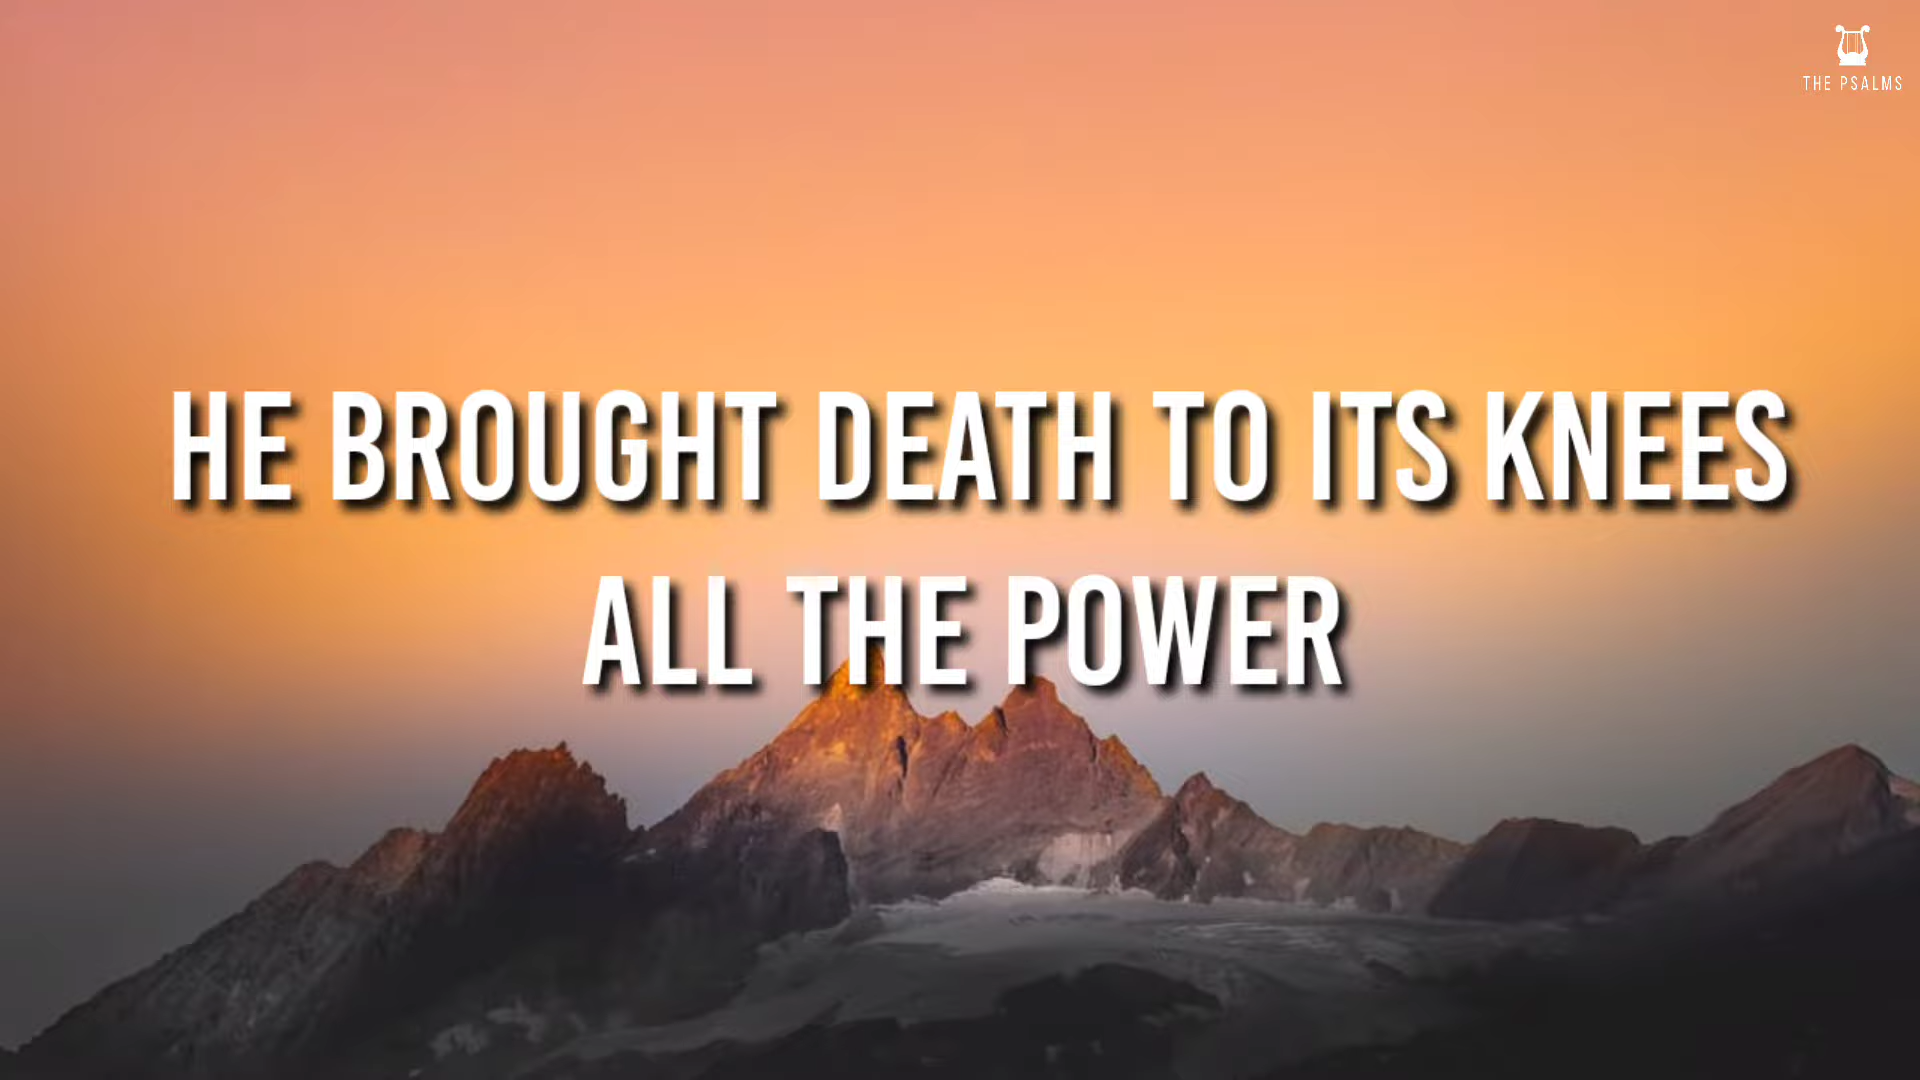 THE PSALMS
HE BROUGHT DEATH TO ITS KNEES
ALL THE POWER